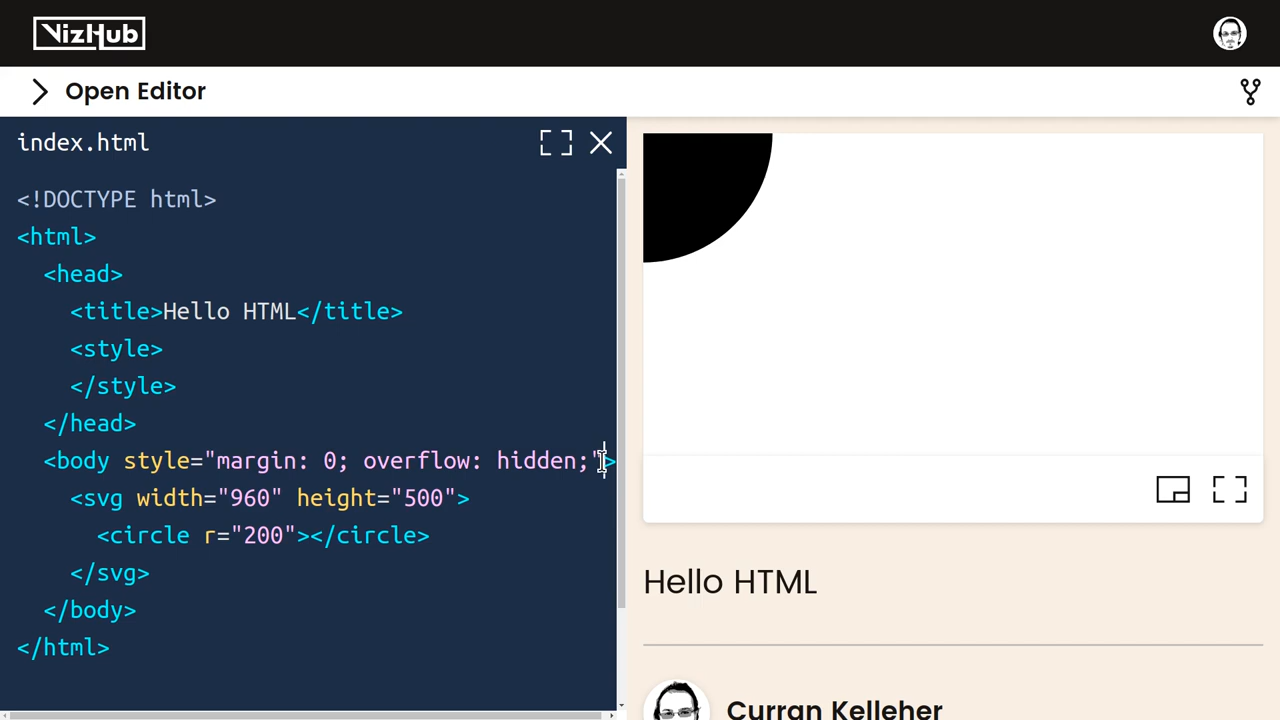 VizHub
Open Editor
index.html
<!DOCTYPE html>
<html>
<head>
<title>Hello HTML</title>
<style>
</style>
</head>
<body style="margin: 0; overflow: hidden;">
<svg width="960" height="500">
<circle r="200"></circle>
</svg>
</body>
</html>
Hello HTML
Curran Kelleher